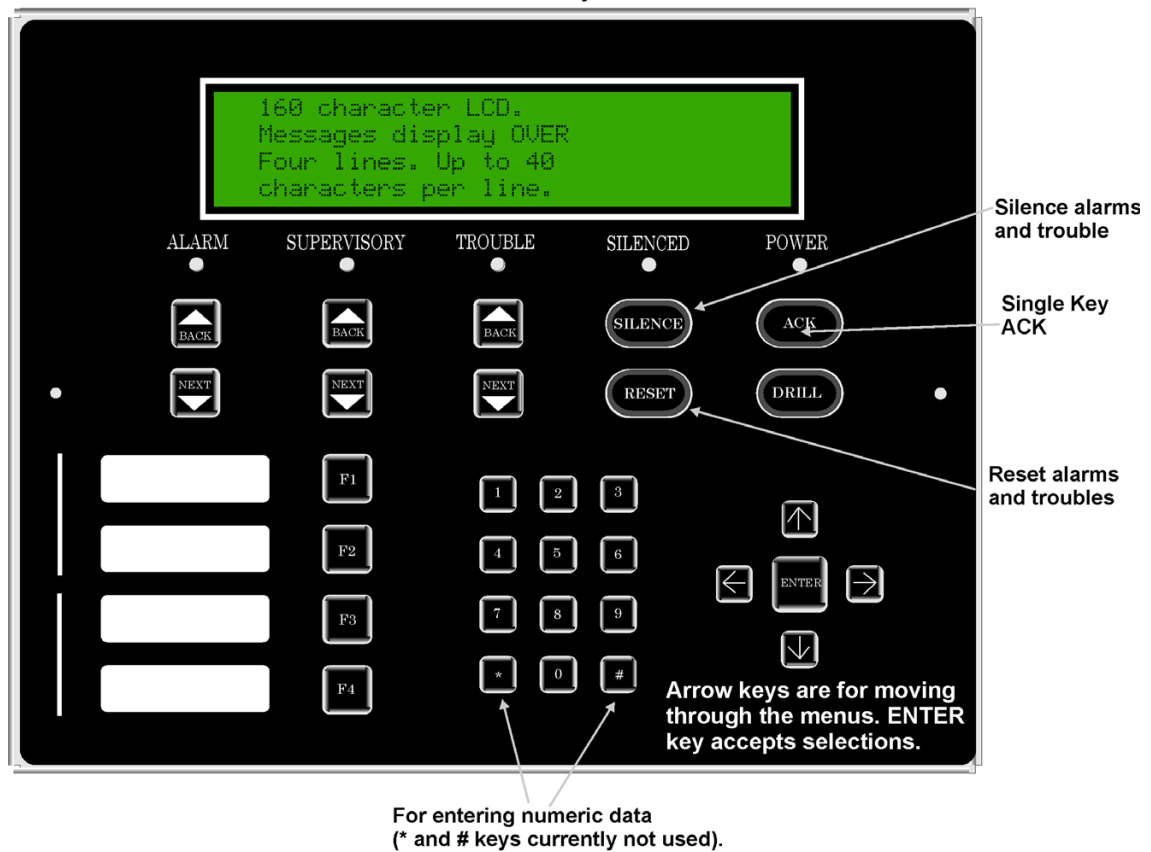 160 character LCD.
Messages display OVER
Four lines. Up to 40
characters per line.
Silence alarms
and trouble
ALARM SUPERVISORY TROUBLE SILENCED POWER
BACK BACK BACK SILENCE ACK
Single Key
ACK
NEXT NEXT NEXT RESET DRILL
Reset alarms
and troubles
F1
F2
F3
F4
1 2 3
4 5 6
7 8 9
* 0 #
ENTER
Arrow keys are for moving
through the menus. ENTER
key accepts selections.
For entering numeric data
(* and # keys currently not used).